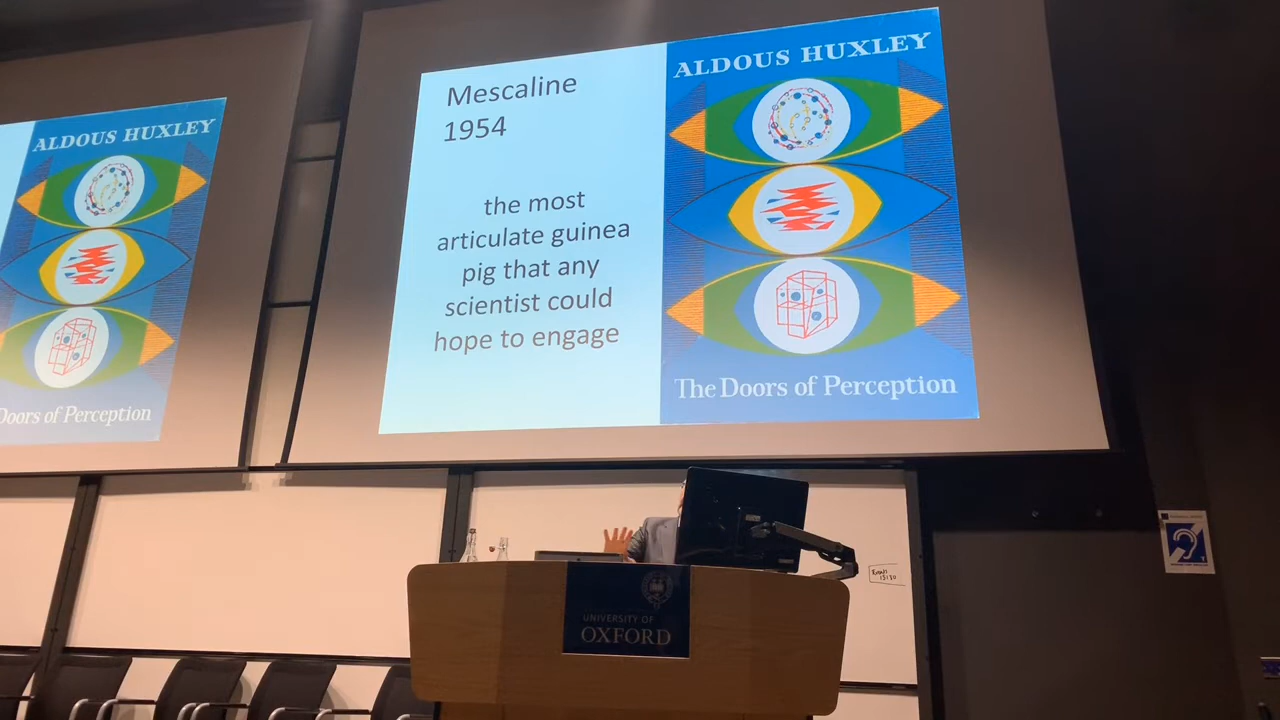 ALDOUS HUXLEY
Doors of Perception
Mescaline
1954
the most
articulate guinea
pig that any
scientist could
hope to engage
ALDOUS HUXLEY
The Doors of Perception
UNIVERSITY OF
OXFORD